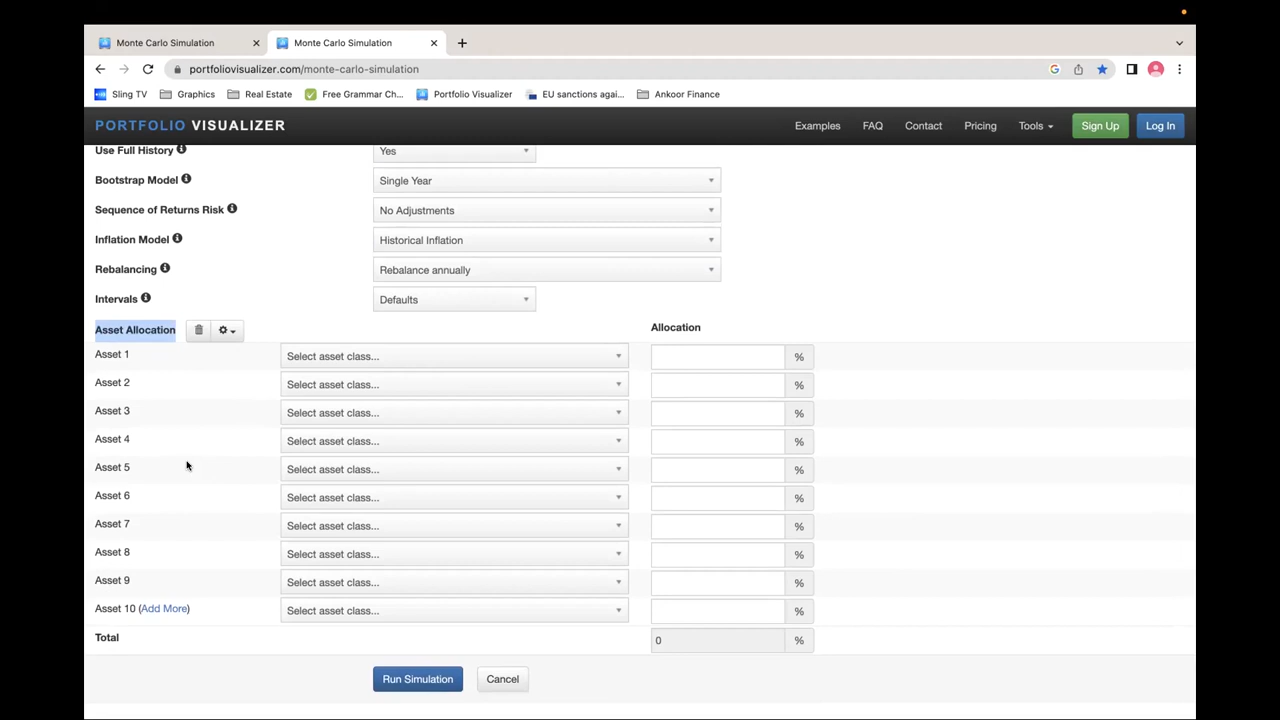 Monte Carlo Simulation
Monte Carlo Simulation
portfoliovisualizer.com/monte-carlo-simulation
Sling TV Graphics Real Estate Free Grammar Ch... Portfolio Visualizer EU sanctions agai... Ankoor Finance
PORTFOLIO VISUALIZER Examples FAQ Contact Pricing Tools Sign Up Log In
Use Full History Yes
Bootstrap Model Single Year
Sequence of Returns Risk No Adjustments
Inflation Model Historical Inflation
Rebalancing Rebalance annually
Intervals Defaults
Asset Allocation Allocation
Asset 1 Select asset class... %
Asset 2 Select asset class... %
Asset 3 Select asset class... %
Asset 4 Select asset class... %
Asset 5 Select asset class... %
Asset 6 Select asset class... %
Asset 7 Select asset class... %
Asset 8 Select asset class... %
Asset 9 Select asset class... %
Asset 10 (Add More) Select asset class... %
Total 0 %
Run Simulation Cancel